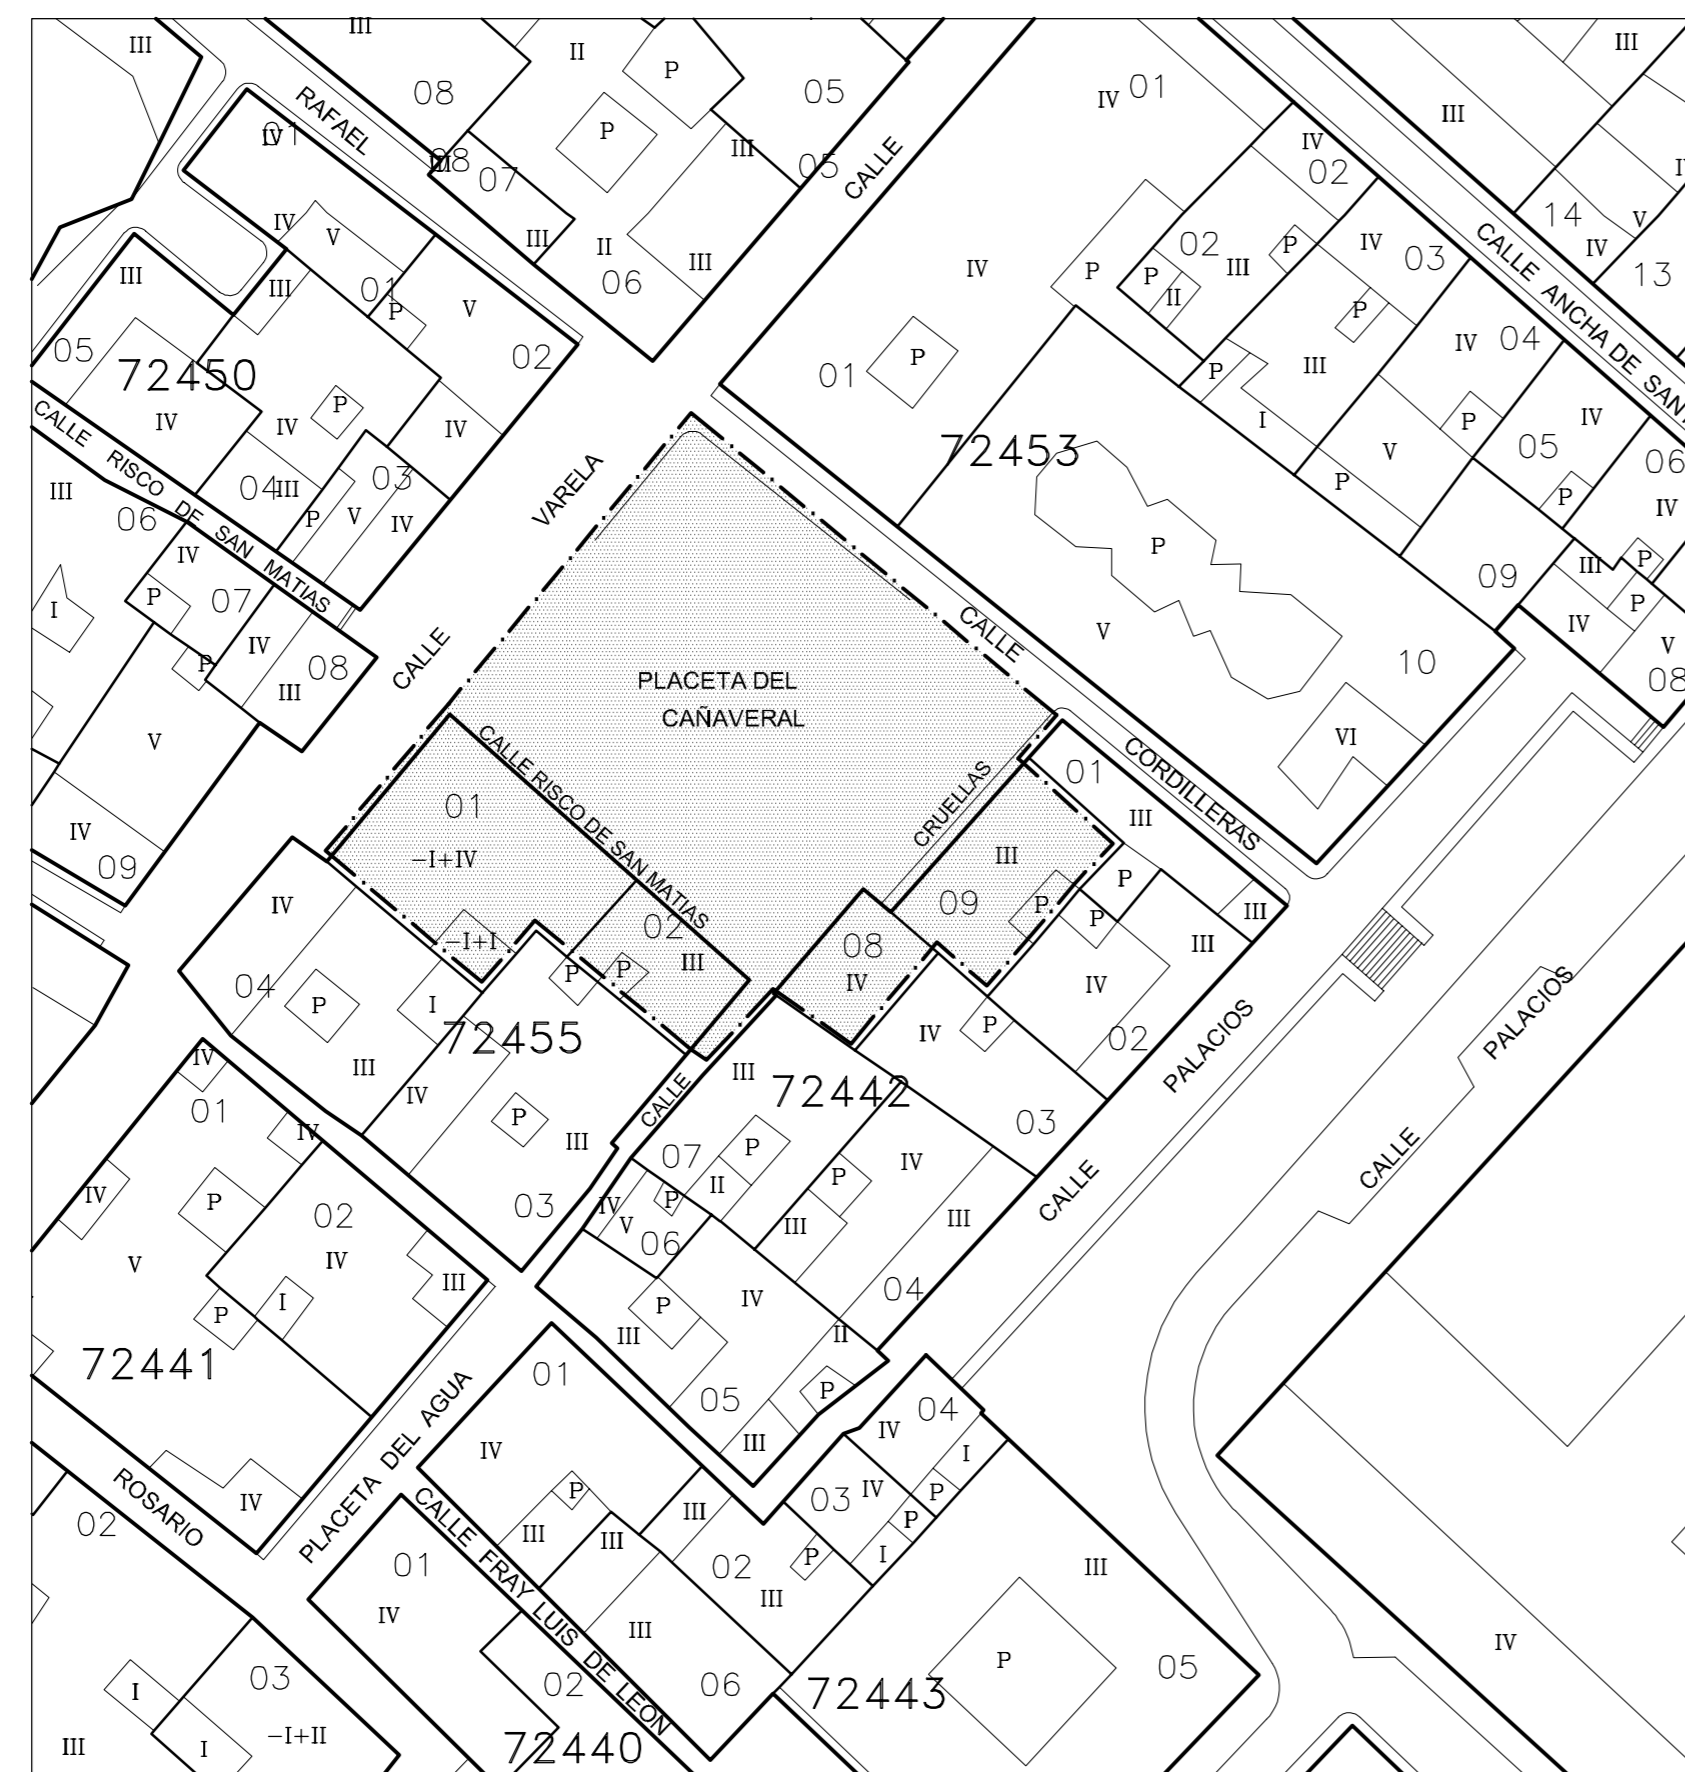 III
III
II
P
08
05
IV 01
III
III
RAFAEL
01
IV
P
III
CALLE
IV
02
08
07
05
14
V
IV
13
IV
V
III
II
06
III
IV
P
02
III
P
P
II
IV
03
CALLE ANCHA DE SAN
III
III
01
P
V
02
05
72450
IV
IV
P
IV
01
P
P
III
P
IV
04
I
IV
05
06
IV
CALLE RISCO DE SAN MATIAS
III
06
04
III
03
P
V
IV
VARELA
72453
V
P
P
P
P
09
III
P
P
IV
V
08
IV
P
07
I
IV
08
P
III
CALLE
CALLE
V
10
VI
PLACETA DEL
CAÑAVERAL
V
IV
09
01
-I+IV
CALLE RISCO DE SAN MATIAS
CRUELLAS
01
CORDILLERAS
III
III
P
09
P
P
III
IV
-I+I
02
III
P
P
08
IV
III
IV
02
04
P
I
72455
III
IV
P
III
03
CALLE
III
72442
IV
P
03
PALACIOS
PALACIOS
CALLE
CALLE
IV
01
IV
IV
P
02
IV
V
P
I
III
72441
IV
07
P
II
IV
V
P
06
P
III
IV
III
04
P
IV
III
II
P
05
III
PLACETA DEL AGUA
01
IV
P
III
III
III
04
IV
I
03
IV
P
P
I
P
02
III
III
ROSARIO
02
CALLE FRAY LUIS DE LEON
01
IV
02
III
06
72443
P
05
IV
03
I
-I+II
I
III
72440